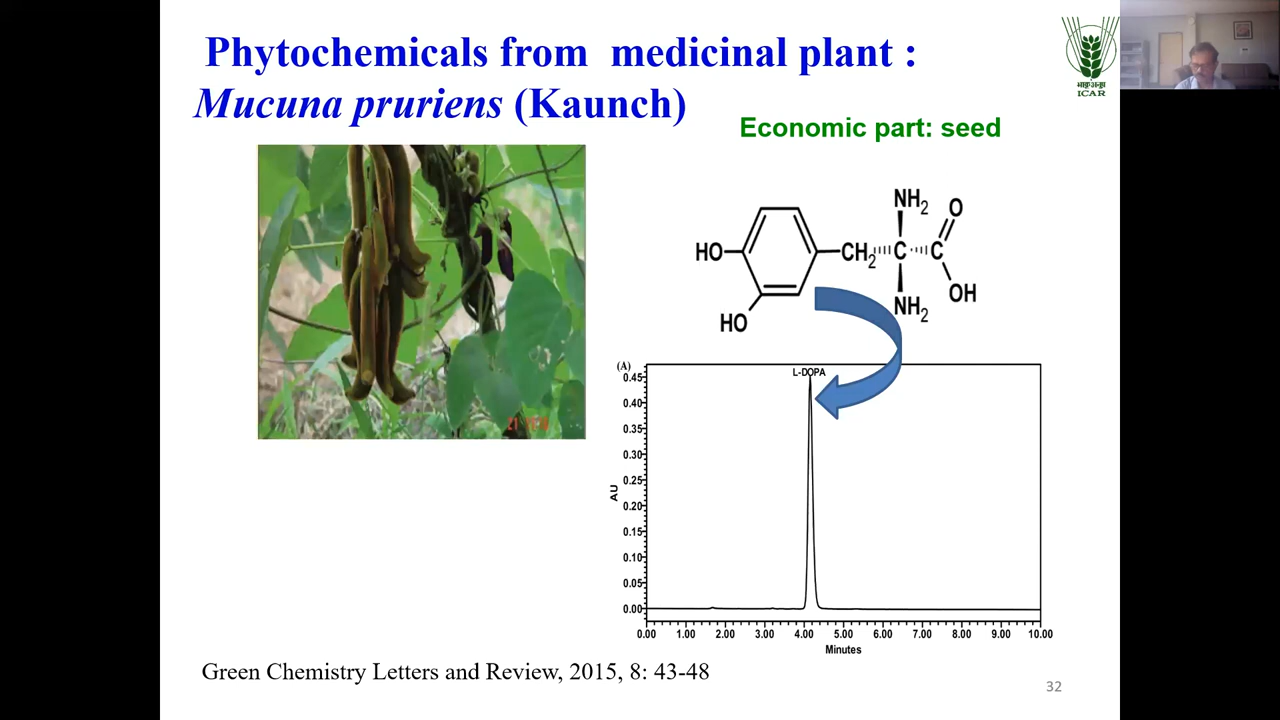 Phytochemicals from medicinal plant :
Mucuna pruriens (Kaunch)
भाकृअनुप
ICAR
Economic part: seed
NH2
O
HO
CH2
C
C
HO
NH2
OH
(A)
L-DOPA
0.45
0.40
0.35
0.30
0.25
0.20
0.15
0.10
0.05
0.00
AU
0.00 1.00 2.00 3.00 4.00 5.00 6.00 7.00 8.00 9.00 10.00
Minutes
Green Chemistry Letters and Review, 2015, 8: 43-48
32